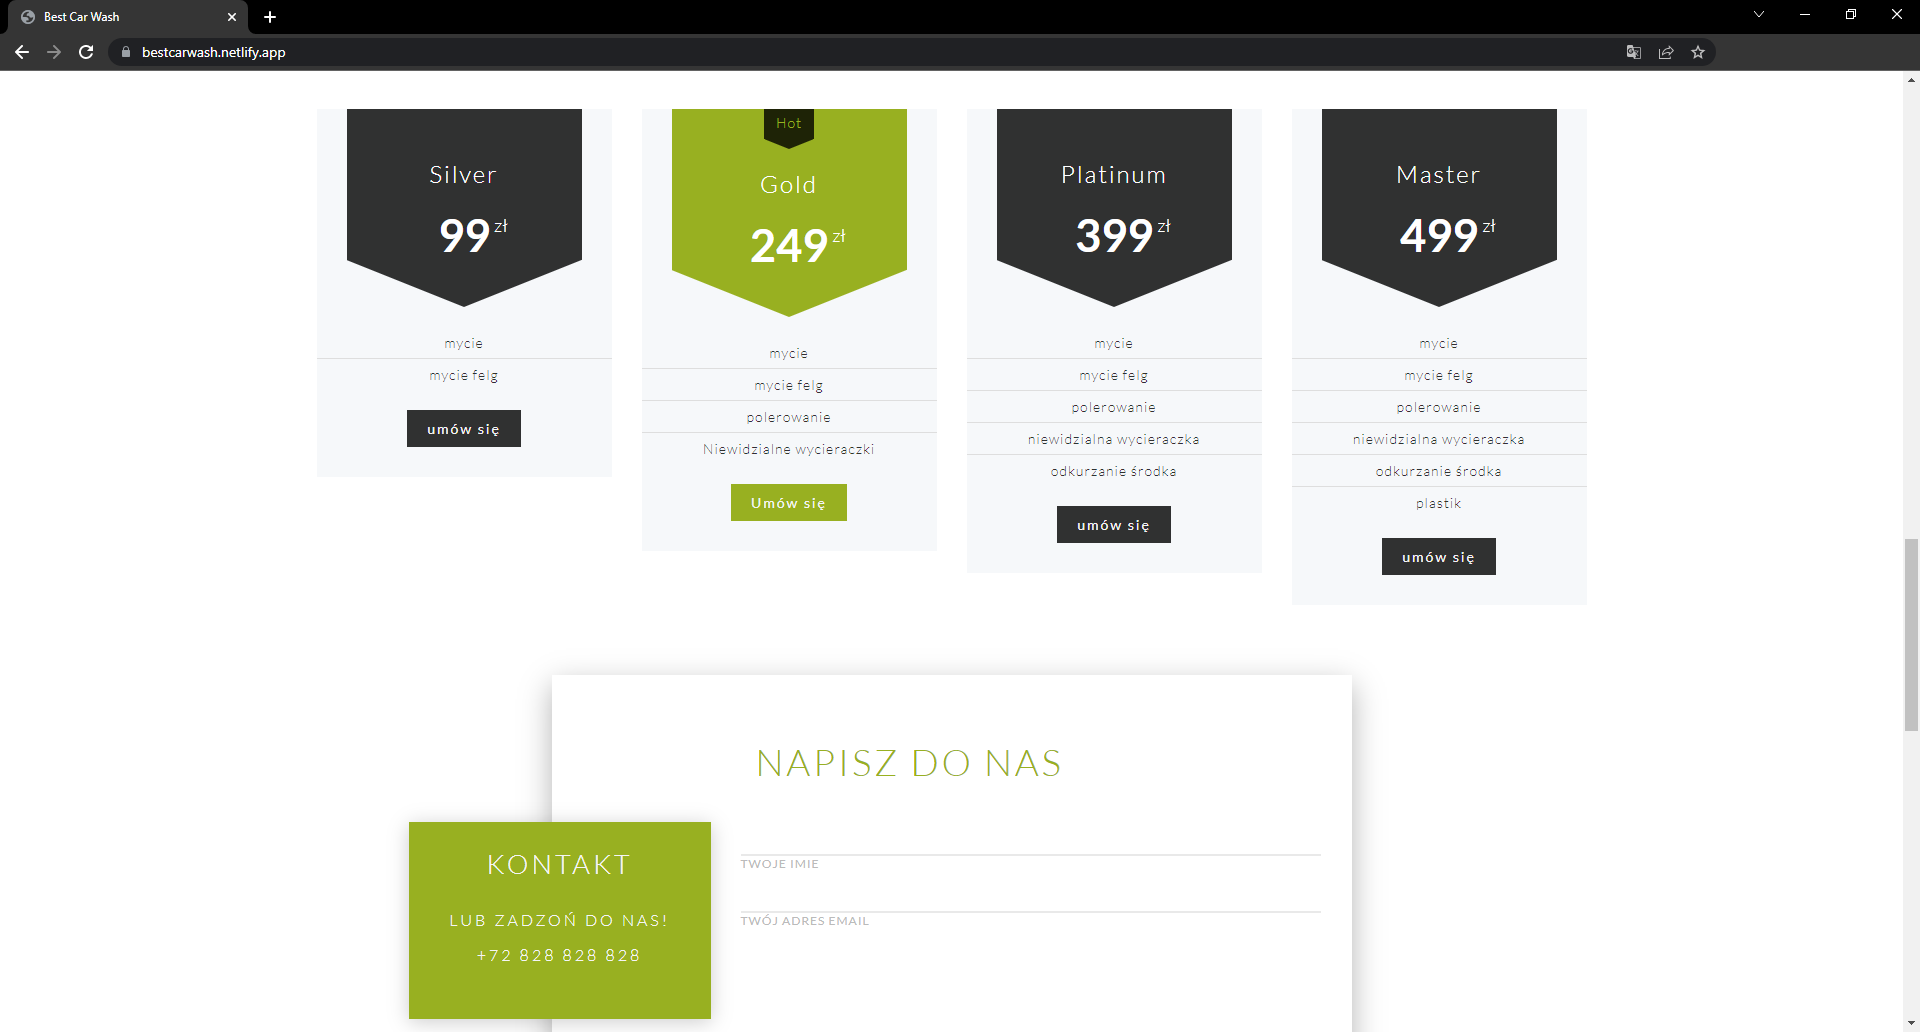 Best Car Wash
bestcarwash.netlify.app
Silver
99 zł
mycie
mycie felg
umów się
Hot
Gold
249 zł
mycie
mycie felg
polerowanie
Niewidzialne wycieraczki
Umów się
Platinum
399 zł
mycie
mycie felg
polerowanie
niewidzialna wycieraczka
odkurzanie środka
umów się
Master
499 zł
mycie
mycie felg
polerowanie
niewidzialna wycieraczka
odkurzanie środka
plastik
umów się
NAPISZ DO NAS
KONTAKT
LUB ZADZOŃ DO NAS!
+72 828 828 828
TWOJE IMIE
TWÓJ ADRES EMAIL